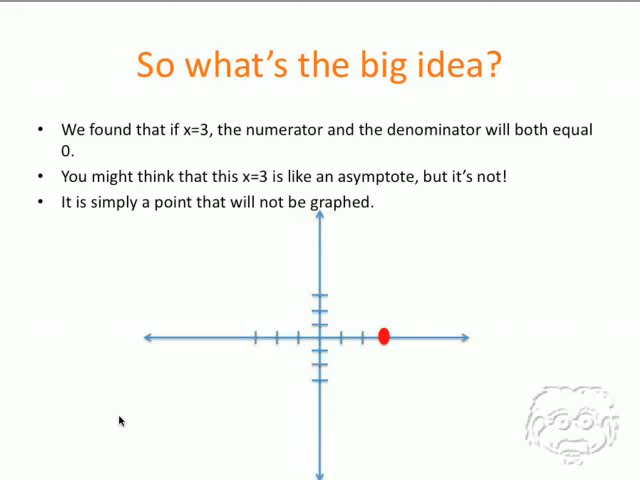 So what's the big idea?
• We found that if x=3, the numerator and the denominator will both equal
0.
• You might think that this x=3 is like an asymptote, but it's not!
• It is simply a point that will not be graphed.